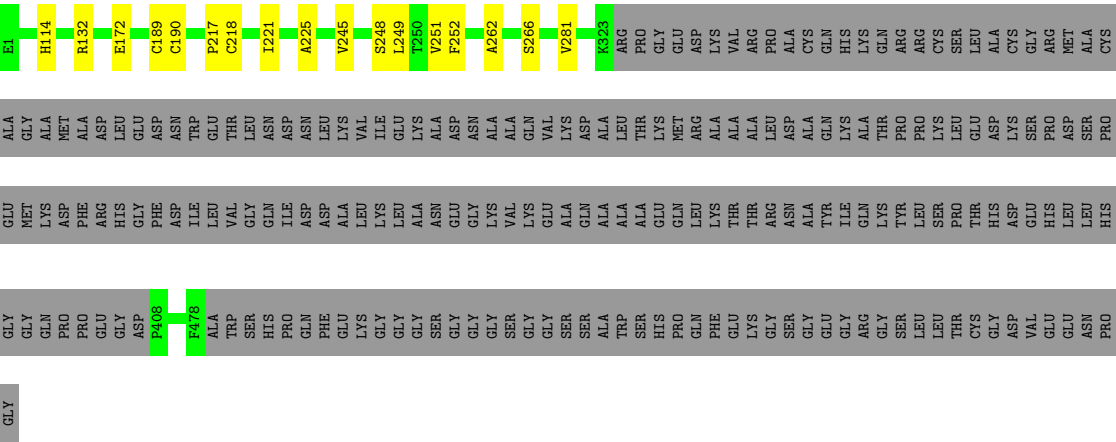 E1 H114 R132 E172 C189 C190 P217 C218 I221 A225 V245 S248 L249 T250 V251 F252 A262 S266 V281 K323 ARG PRO GLY GLU ASP LYS VAL ARG PRO ALA CYS GLN HIS LYS GLN ARG ARG CYS SER LEU ALA CYS GLY ARG MET ALA CYS
ALA GLY ALA MET ALA ASP LEU GLU ASP ASN TRP GLU THR LEU ASN ASP ASN LEU LYS VAL ILE GLU LYS ALA ASP ASN ALA ALA GLN VAL LYS ASP ALA LEU THR LYS MET ARG ALA ALA ALA LEU ASP ALA GLN LYS ALA THR PRO PRO LYS LEU GLU ASP LYS SER PRO ASP SER PRO
GLU MET LYS ASP PHE ARG HIS GLY PHE ASP ILE LEU VAL GLY GLN ILE ASP ASP ALA LEU LYS LEU ALA ASN GLU GLY LYS VAL LYS GLU ALA GLN ALA ALA ALA GLU GLN LEU LYS THR THR ARG ASN ALA TYR ILE GLN LYS TYR LEU SER PRO THR HIS ASP GLU HIS LEU LEU HIS
GLY GLY GLN PRO PRO GLU GLY ASP P408 F478 ALA TRP SER HIS PRO GLN PHE GLU LYS GLY GLY GLY SER GLY GLY GLY SER GLY GLY SER SER ALA TRP SER HIS PRO GLN PHE GLU LYS GLY SER GLY GLU GLY ARG GLY SER LEU LEU THR CYS GLY ASP VAL GLU GLU ASN PRO
GLY